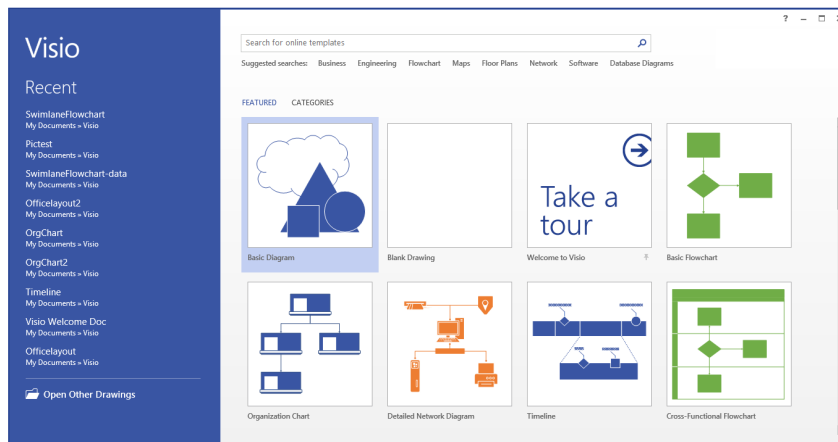 Visio
Recent
SwimlaneFlowchart
My Documents » Visio
Pictest
My Documents » Visio
SwimlaneFlowchart-data
My Documents » Visio
Officelayout2
My Documents » Visio
OrgChart
My Documents » Visio
OrgChart2
My Documents » Visio
Timeline
My Documents » Visio
Visio Welcome Doc
My Documents » Visio
Officelayout
My Documents » Visio
Open Other Drawings
?
Search for online templates
Suggested searches: Business Engineering Flowchart Maps Floor Plans Network Software Database Diagrams
FEATURED CATEGORIES
Take a
tour
Basic Diagram Blank Drawing Welcome to Visio Basic Flowchart
Organization Chart Detailed Network Diagram Timeline Cross-Functional Flowchart